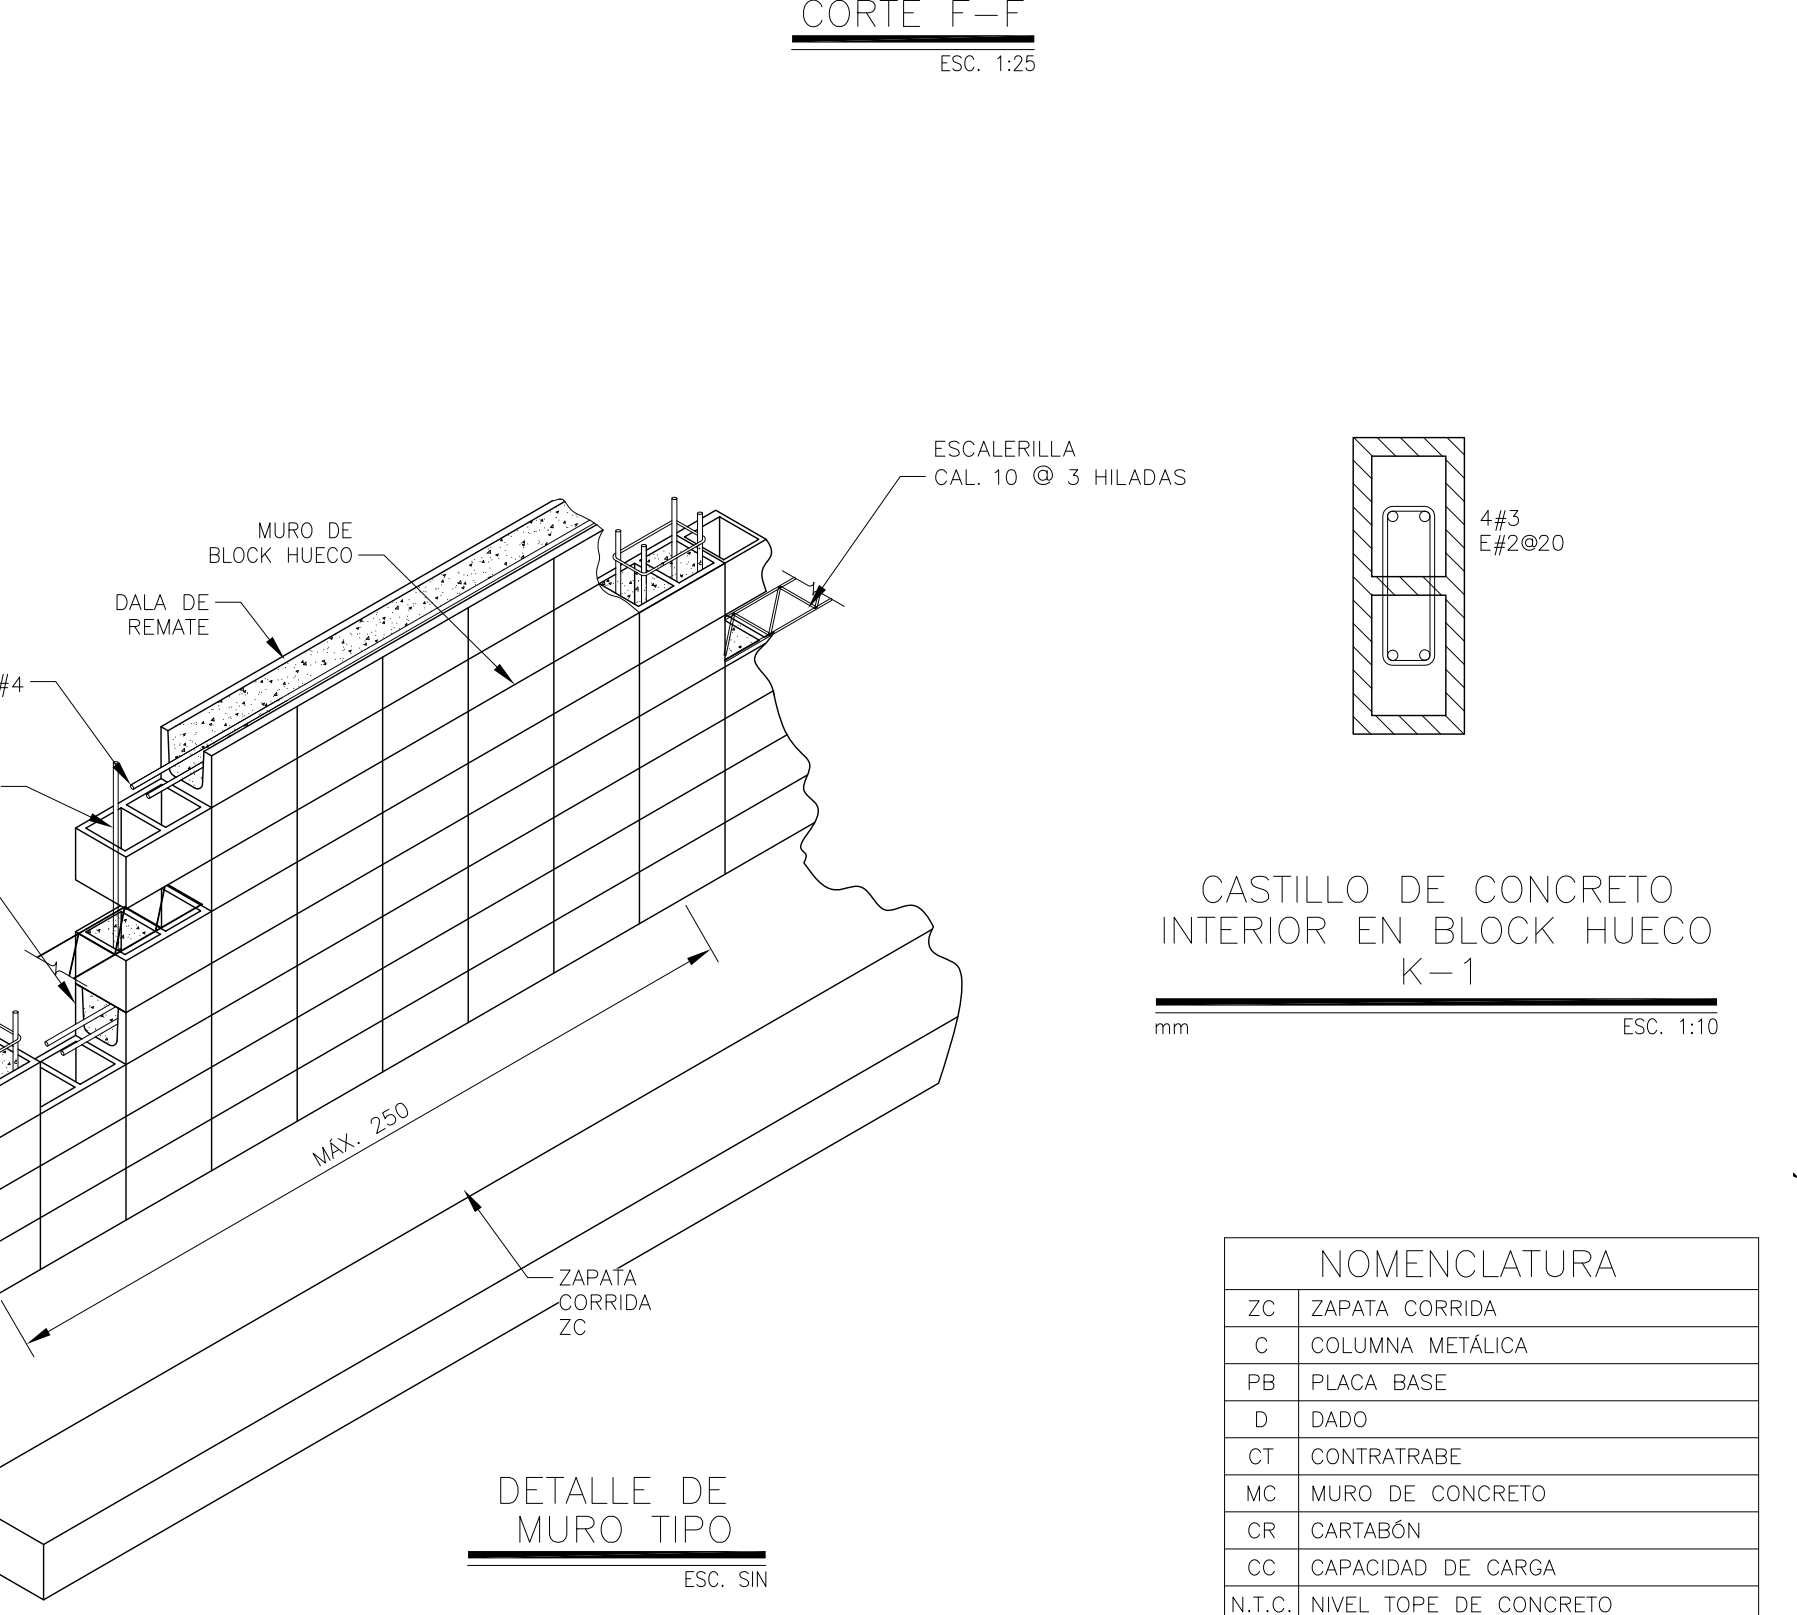 CORTE F-F
ESC. 1:25
ESCALERILLA
CAL. 10 @ 3 HILADAS
MURO DE
BLOCK HUECO
DALA DE
REMATE
#4
4#3
E#2@20
CASTILLO DE CONCRETO
INTERIOR EN BLOCK HUECO
K-1
mm ESC. 1:10
MÁX. 250
ZAPATA
CORRIDA
ZC
DETALLE DE
MURO TIPO
ESC. SIN
NOMENCLATURA
ZC ZAPATA CORRIDA
C COLUMNA METÁLICA
PB PLACA BASE
D DADO
CT CONTRATRABE
MC MURO DE CONCRETO
CR CARTABÓN
CC CAPACIDAD DE CARGA
N.T.C. NIVEL TOPE DE CONCRETO